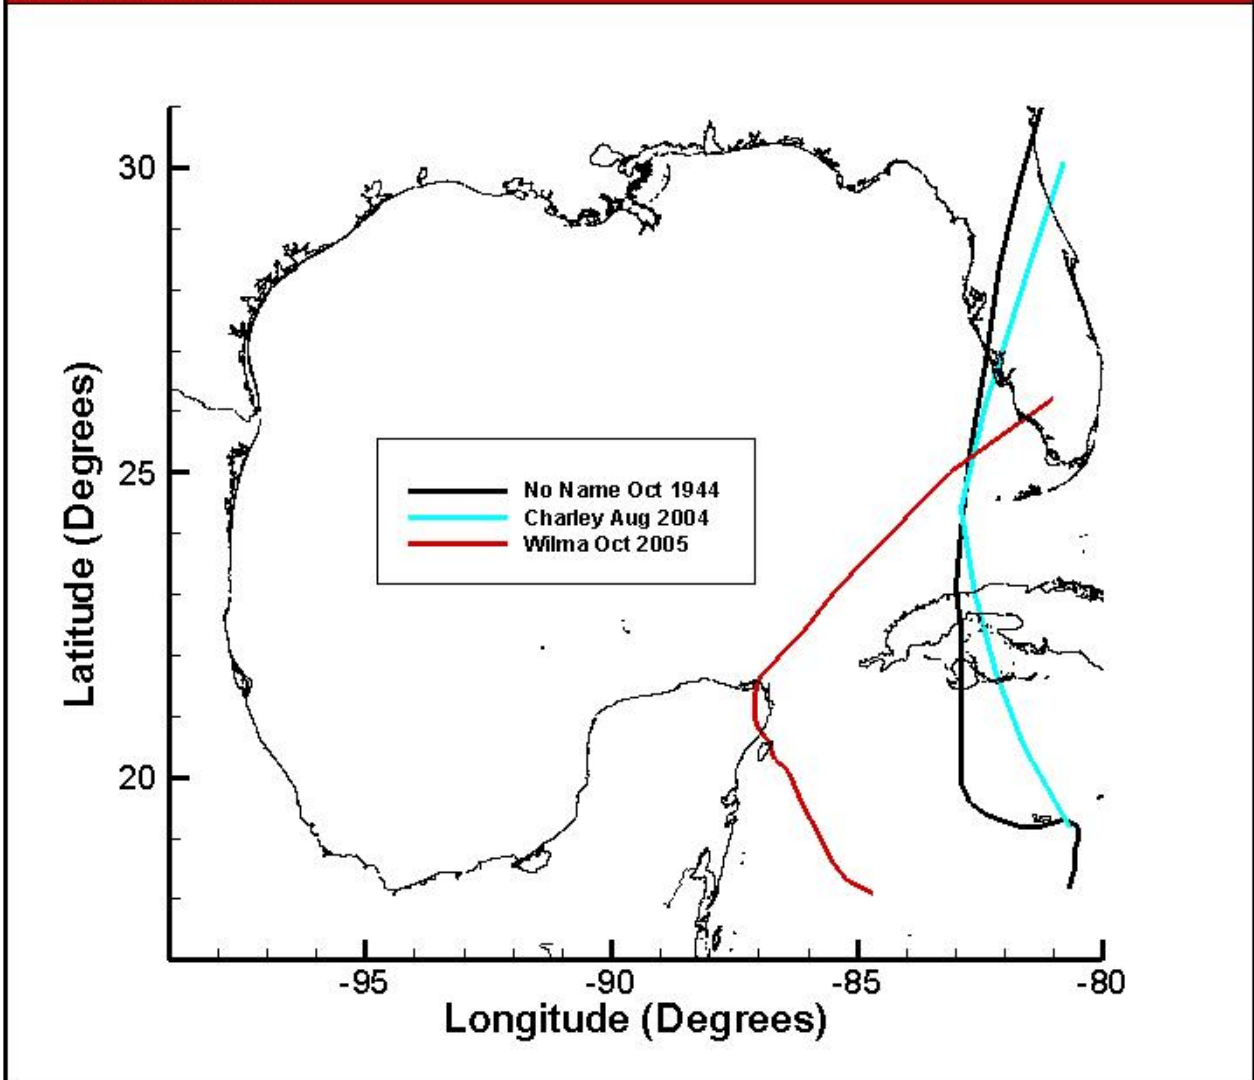 30
25
20
Latitude (Degrees)
No Name Oct 1944
Charley Aug 2004
Wilma Oct 2005
-95
-90
-85
-80
Longitude (Degrees)